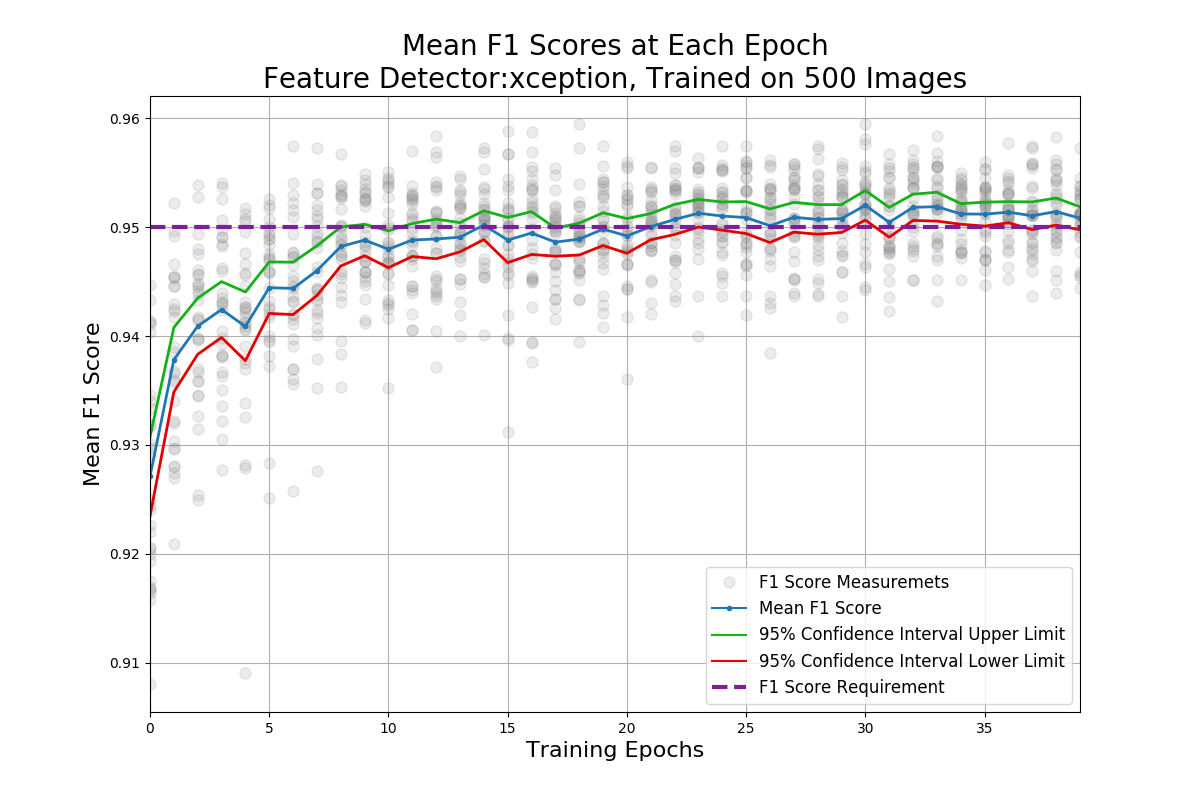 Mean F1 Scores at Each Epoch
Feature Detector:xception, Trained on 500 Images
0.96
0.95
0.94
0.93
0.92
0.91
Mean F1 Score
0 5 10 15 20 25 30 35
Training Epochs
F1 Score Measuremets
Mean F1 Score
95% Confidence Interval Upper Limit
95% Confidence Interval Lower Limit
F1 Score Requirement